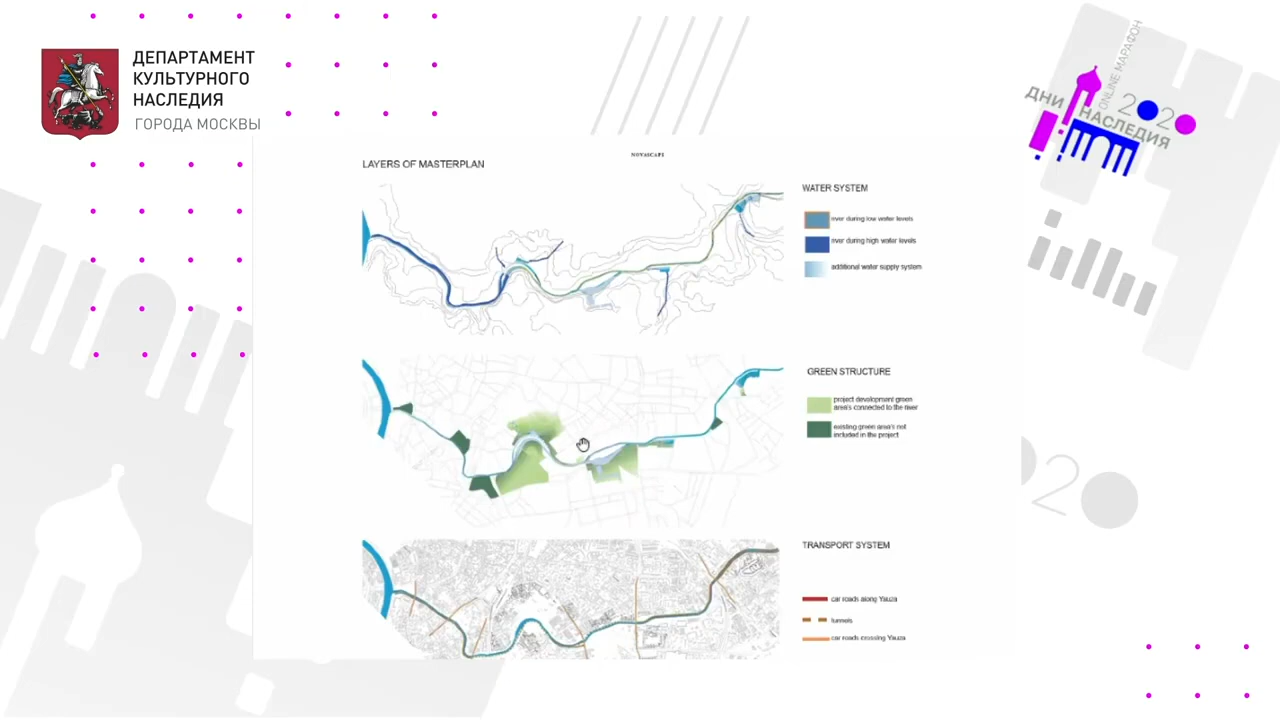 ДЕПАРТАМЕНТ
КУЛЬТУРНОГО
НАСЛЕДИЯ
ГОРОДА МОСКВЫ
ДНИ
НАСЛЕДИЯ
2020
ONLINE МАРАФОН
NOVASCAPE
LAYERS OF MASTERPLAN
WATER SYSTEM
river during low water levels
river during high water levels
additional water supply system
GREEN STRUCTURE
project development green
area's connected to the river
existing green area's not
included in the project
TRANSPORT SYSTEM
car roads along Yauza
tunnels
car roads crossing Yauza
2020